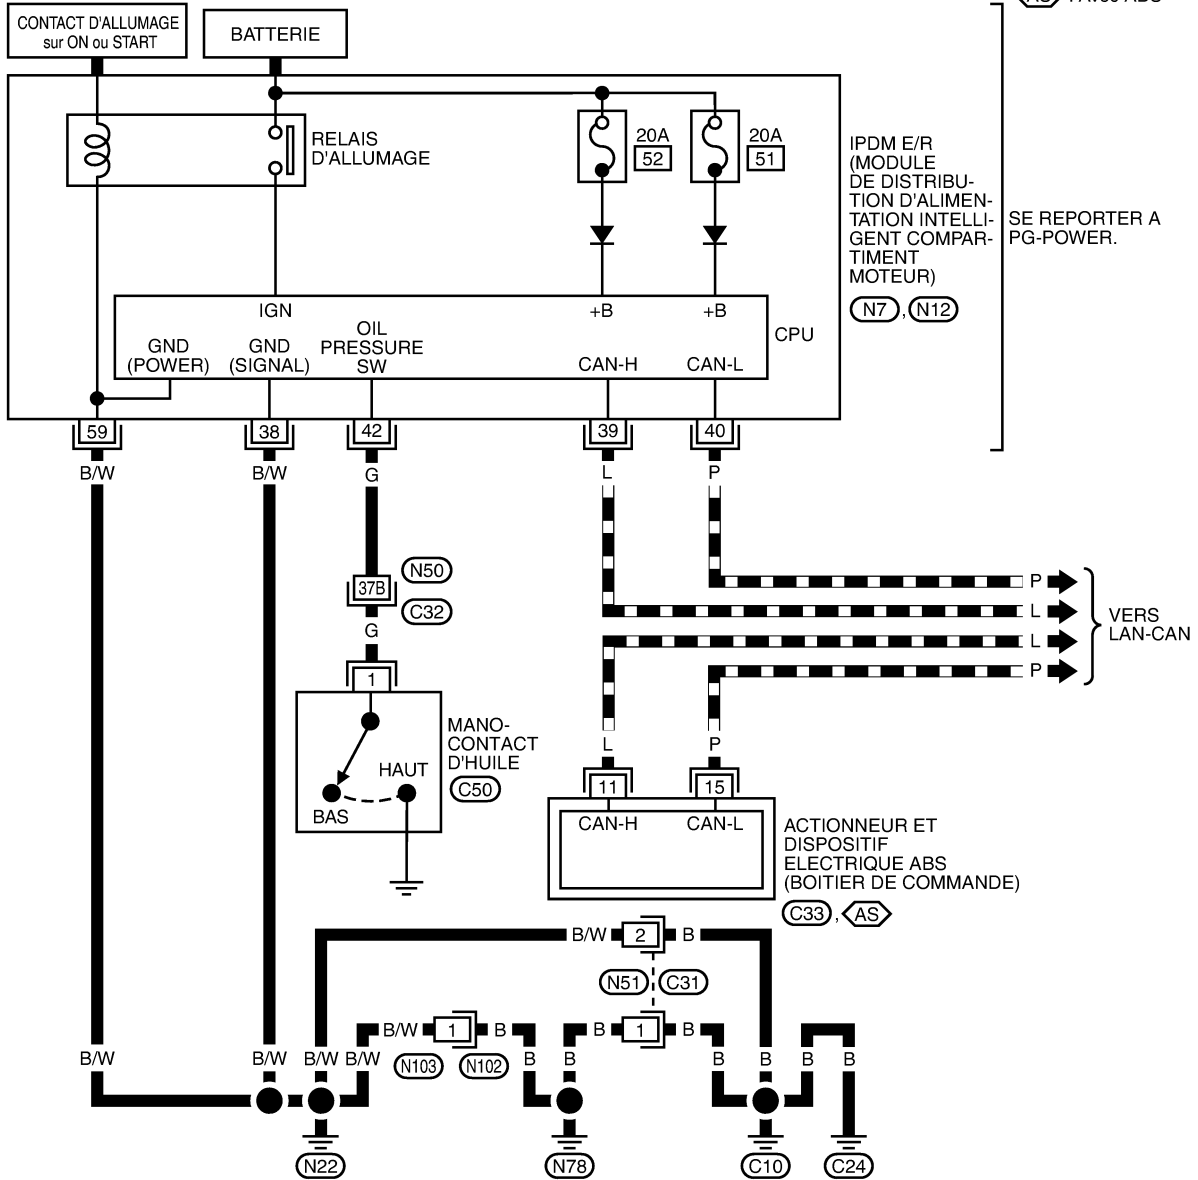 CONTACT D'ALLUMAGE
sur ON ou START
BATTERIE
RELAIS
D'ALLUMAGE
20A
52
20A
51
IPDM E/R
(MODULE
DE DISTRIBU-
TION D'ALIMEN-
TATION INTELLI-
GENT COMPAR-
TIMENT
MOTEUR)
N7 , N12
SE REPORTER A
PG-POWER.
IGN
+B
+B
CPU
GND
(POWER)
GND
(SIGNAL)
OIL
PRESSURE
SW
CAN-H
CAN-L
59
38
42
39
40
B/W
B/W
G
L
P
N50
37B
C32
G
1
P
L
L
P
VERS
LAN-CAN
MANO-
CONTACT
D'HUILE
C50
HAUT
BAS
L
P
11
15
CAN-H
CAN-L
ACTIONNEUR ET
DISPOSITIF
ELECTRIQUE ABS
(BOITIER DE COMMANDE)
C33 , AS
B/W
2
B
N51
C31
B/W
1
B
B
1
B
N103
N102
B/W
B/W
B/W
B/W
B
B
B
B
B
B
N22
N78
C10
C24